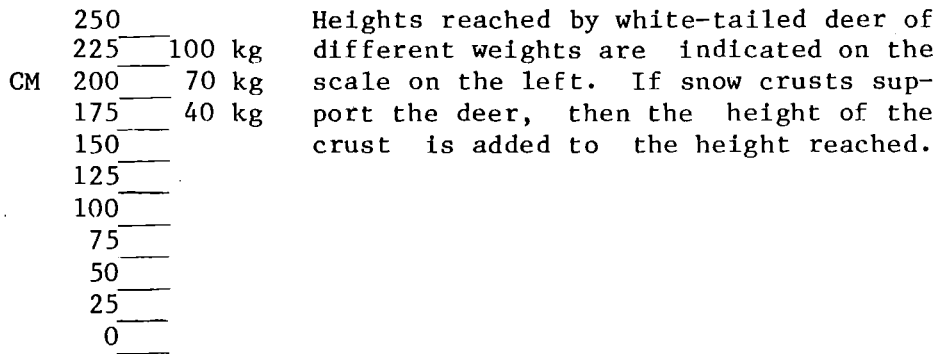 250 Heights reached by white-tailed deer of
225 100 kg different weights are indicated on the
CM 200 70 kg scale on the left. If snow crusts sup-
175 40 kg port the deer, then the height of the
150 crust is added to the height reached.
125
100
75
50
25
0